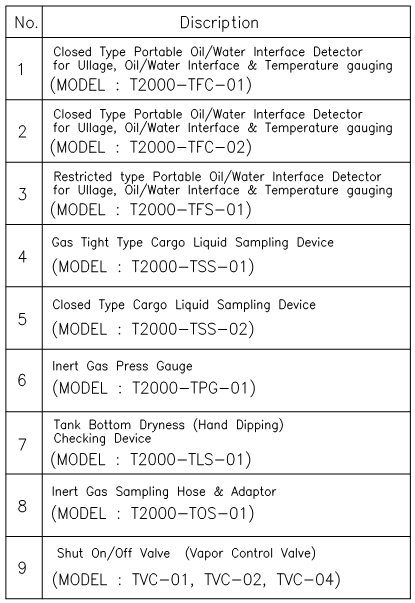 No. Discription
1 Closed Type Portable Oil/Water Interface Detector
for Ullage, Oil/Water Interface & Temperature gauging
(MODEL : T2000-TFC-01)
2 Closed Type Portable Oil/Water Interface Detector
for Ullage, Oil/Water Interface & Temperature gauging
(MODEL : T2000-TFC-02)
3 Restricted type Portable Oil/Water Interface Detector
for Ullage, Oil/Water Interface & Temperature gauging
(MODEL : T2000-TFS-01)
4 Gas Tight Type Cargo Liquid Sampling Device
(MODEL : T2000-TSS-01)
5 Closed Type Cargo Liquid Sampling Device
(MODEL : T2000-TSS-02)
6 Inert Gas Press Gauge
(MODEL : T2000-TPG-01)
7 Tank Bottom Dryness (Hand Dipping)
Checking Device
(MODEL : T2000-TLS-01)
8 Inert Gas Sampling Hose & Adaptor
(MODEL : T2000-TOS-01)
9 Shut On/Off Valve (Vapor Control Valve)
(MODEL : TVC-01, TVC-02, TVC-04)